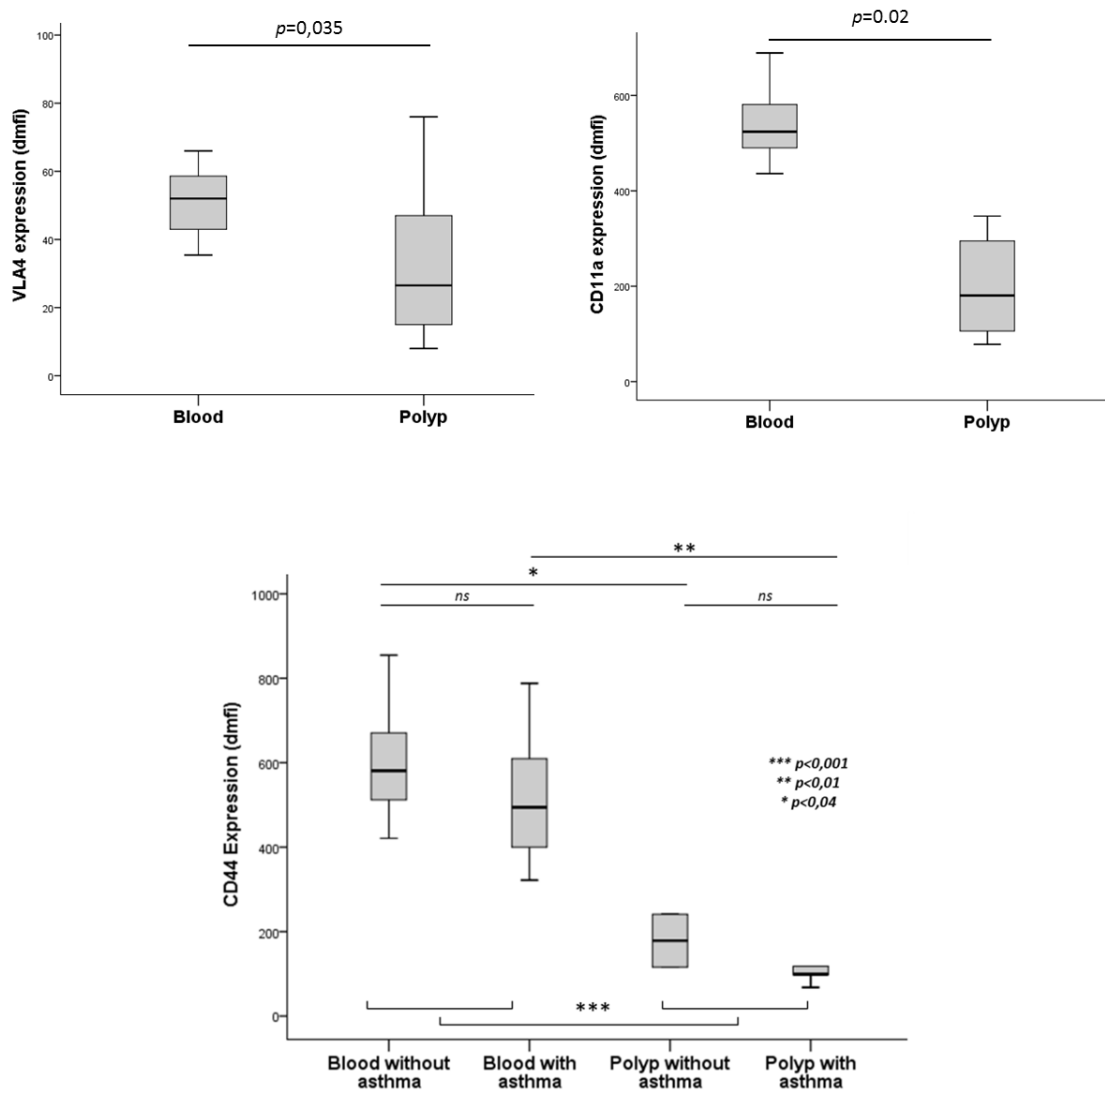 p=0,035
100
80
60
40
20
0
VLA4 expression (dmfi)
Blood
Polyp
p=0.02
600
400
200
0
CD11a expression (dmfi)
Blood
Polyp
**
*
ns
ns
1000
800
600
400
200
0
CD44 Expression (dmfi)
*** p<0,001
** p<0,01
* p<0,04
***
Blood without
asthma
Blood with
asthma
Polyp without
asthma
Polyp with
asthma